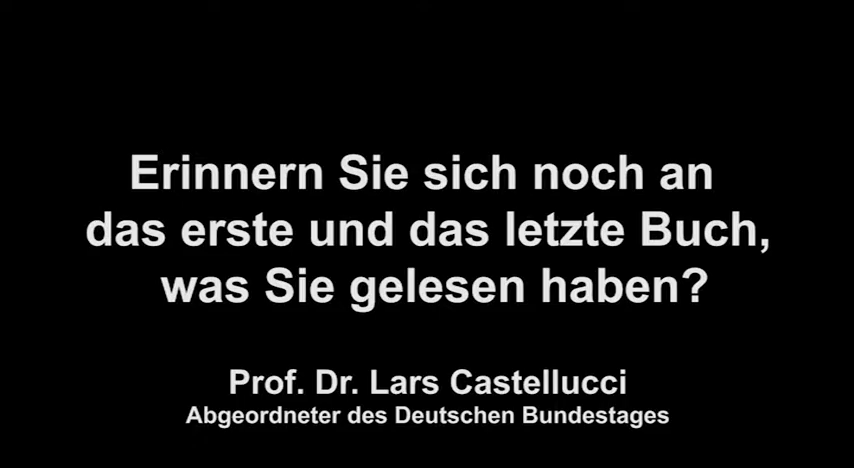 Erinnern Sie sich noch an
das erste und das letzte Buch,
was Sie gelesen haben?
Prof. Dr. Lars Castellucci
Abgeordneter des Deutschen Bundestages